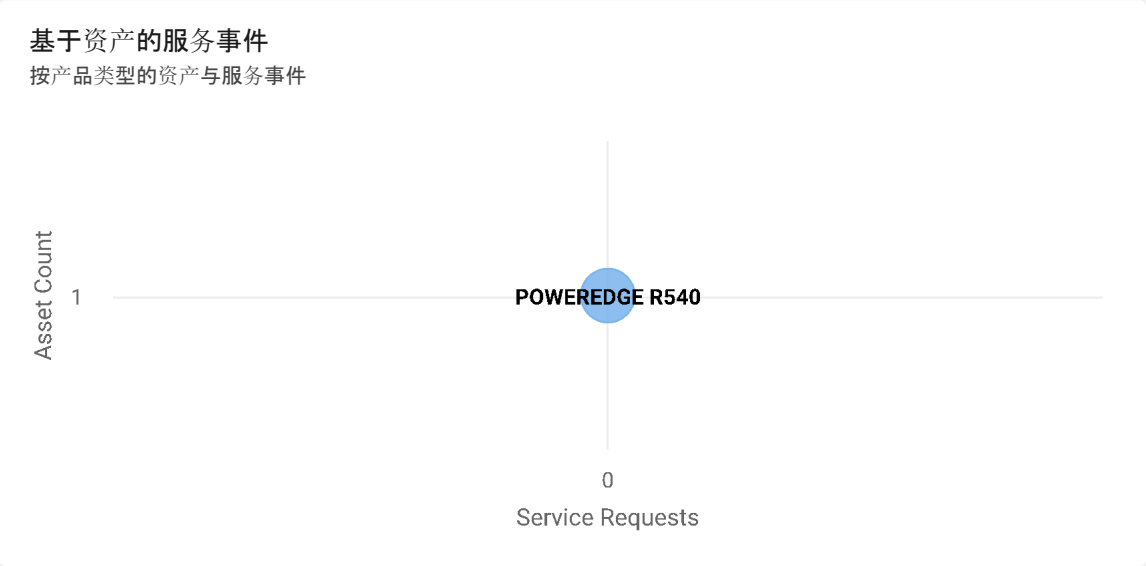 基于资产的服务事件
按产品类型的资产与服务事件
Asset Count
1
POWEREDGE R540
0
Service Requests